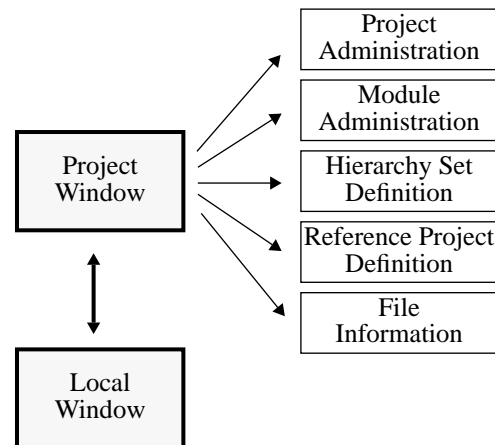 Project
Administration
Module
Administration
Project
Window
Hierarchy Set
Definition
Reference Project
Definition
File
Information
Local
Window